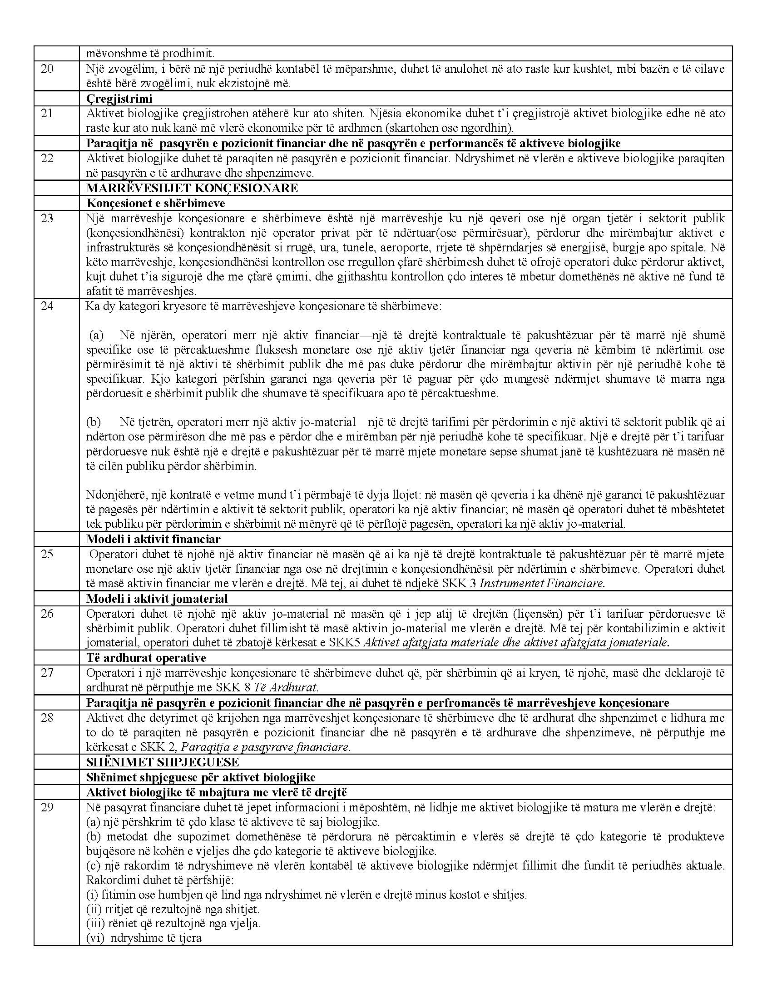 mëvonshme të prodhimit.
20 Një zvogëlim, i bërë në një periudhë kontabël të mëparshme, duhet të anulohet në ato raste kur kushtet, mbi bazën e të cilave
është bërë zvogëlimi, nuk ekzistojnë më.
Çregjistrimi
21 Aktivet biologjike çregjistrohen atëherë kur ato shiten. Njësia ekonomike duhet t’i çregjistrojë aktivet biologjike edhe në ato
raste kur ato nuk kanë më vlerë ekonomike për të ardhmen (skartohen ose ngordhin).
Paraqitja në pasqyrën e pozicionit financiar dhe në pasqyrën e performancës të aktiveve biologjike
22 Aktivet biologjike duhet të paraqiten në pasqyrën e pozicionit financiar. Ndryshimet në vlerën e aktiveve biologjike paraqiten
në pasqyrën e të ardhurave dhe shpenzimeve.
MARRËVESHJET KONÇESIONARE
Konçesionet e shërbimeve
23 Një marrëveshje konçesionare e shërbimeve është një marrëveshje ku një qeveri ose një organ tjetër i sektorit publik
(konçesiondhënësi) kontrakton një operator privat për të ndërtuar(ose përmirësuar), përdorur dhe mirëmbajtur aktivet e
infrastrukturës së konçesiondhënësit si rrugë, ura, tunele, aeroporte, rrjete të shpërndarjes së energjisë, burgje apo spitale. Në
këto marrëveshje, konçesiondhënësi kontrollon ose rregullon çfarë shërbimesh duhet të ofrojë operatori duke përdorur aktivet,
kujt duhet t’ia sigurojë dhe me çfarë çmimi, dhe gjithashtu kontrollon çdo interes të mbetur domethënës në aktive në fund të
afatit të marrëveshjes.
24 Ka dy kategori kryesore të marrëveshjeve konçesionare të shërbimeve:
(a) Në njërën, operatori merr një aktiv financiar—një të drejtë kontraktuale të pakushtëzuar për të marrë një shumë
specifike ose të përcaktueshme fluksesh monetare ose një aktiv tjetër financiar nga qeveria në këmbim të ndërtimit ose
përmirësimit të një aktivi të shërbimit publik dhe më pas duke përdorur dhe mirëmbajtur aktivin për një periudhë kohe të
specifikuar. Kjo kategori përfshin garanci nga qeveria për të paguar për çdo mungesë ndërmjet shumave të marra nga
përdoruesit e shërbimit publik dhe shumave të specifikuara apo të përcaktueshme.
(b) Në tjetrën, operatori merr një aktiv jo-material—një të drejtë tarifimi për përdorimin e një aktivi të sektorit publik që ai
ndërton ose përmirëson dhe më pas e përdor dhe e mirëmban për një periudhë kohe të specifikuar. Një e drejtë për t’i tarifuar
përdoruesve nuk është një e drejtë e pakushtëzuar për të marrë mjete monetare sepse shumat janë të kushtëzuara në masën në
të cilën publiku përdor shërbimin.
Ndonjëherë, një kontratë e vetme mund t’i përmbajë të dyja llojet: në masën që qeveria i ka dhënë një garanci të pakushtëzuar
të pagesës për ndërtimin e aktivit të sektorit publik, operatori ka një aktiv financiar; në masën që operatori duhet të mbështetet
tek publiku për përdorimin e shërbimit në mënyrë që të përftojë pagesën, operatori ka një aktiv jo-material.
Modeli i aktivit financiar
25 Operatori duhet të njohë një aktiv financiar në masën që ai ka një të drejtë kontraktuale të pakushtëzuar për të marrë mjete
monetare ose një aktiv tjetër financiar nga ose në drejtimin e konçesiondhënësit për ndërtimin e shërbimeve. Operatori duhet
të masë aktivin financiar me vlerën e drejtë. Më tej, ai duhet të ndjekë SKK 3 Instrumentet Financiare.
Modeli i aktivit jomaterial
26 Operatori duhet të njohë një aktiv jo-material në masën që i jep atij të drejtën (liçensën) për t’i tarifuar përdoruesve të
shërbimit publik. Operatori duhet fillimisht të masë aktivin jo-material me vlerën e drejtë. Më tej për kontabilizimin e aktivit
jomaterial, operatori duhet të zbatojë kërkesat e SKK5 Aktivet afatgjata materiale dhe aktivet afatgjata jomateriale.
Të ardhurat operative
27 Operatori i një marrëveshje konçesionare të shërbimeve duhet që, për shërbimin që ai kryen, të njohë, masë dhe deklarojë të
ardhurat në përputhje me SKK 8 Të Ardhurat.
Paraqitja në pasqyrën e pozicionit financiar dhe në pasqyrën e perfromancës të marrëveshjeve konçesionare
28 Aktivet dhe detyrimet që krijohen nga marrëveshjet konçesionare të shërbimeve dhe të ardhurat dhe shpenzimet e lidhura me
to do të paraqiten në pasqyrën e pozicionit financiar dhe në pasqyrën e të ardhurave dhe shpenzimeve, në përputhje me
kërkesat e SKK 2, Paraqitja e pasqyrave financiare.
SHËNIMET SHPJEGUESE
Shënimet shpjeguese për aktivet biologjike
Aktivet biologjike të mbajtura me vlerë të drejtë
29 Në pasqyrat financiare duhet të jepet informacioni i mëposhtëm, në lidhje me aktivet biologjike të matura me vlerën e drejtë:
(a) një përshkrim të çdo klase të aktiveve të saj biologjike.
(b) metodat dhe supozimet domethënëse të përdorura në përcaktimin e vlerës së drejtë të çdo kategorie të produkteve
bujqësore në kohën e vjeljes dhe çdo kategorie të aktiveve biologjike.
(c) një rakordim të ndryshimeve në vlerën kontabël të aktiveve biologjike ndërmjet fillimit dhe fundit të periudhës aktuale.
Rakordimi duhet të përfshijë:
(i) fitimin ose humbjen që lind nga ndryshimet në vlerën e drejtë minus kostot e shitjes.
(ii) rritjet që rezultojnë nga shitjet.
(iii) rëniet që rezultojnë nga vjelja.
(vi) ndryshime të tjera